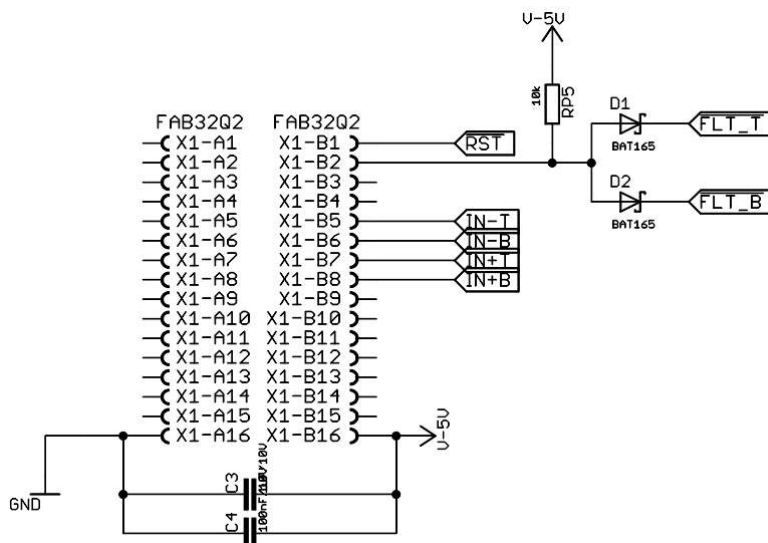 V-5V
10k
RP5
D1
FLT_T
BAT165
FAB32Q2 FAB32Q2
X1-A1 X1-B1 RST
X1-A2 X1-B2
X1-A3 X1-B3
D2
FLT_B
BAT165
X1-A4 X1-B4
X1-A5 X1-B5 IN-T
X1-A6 X1-B6 IN-B
X1-A7 X1-B7 IN+T
X1-A8 X1-B8 IN+B
X1-A9 X1-B9
X1-A10 X1-B10
X1-A11 X1-B11
X1-A12 X1-B12
X1-A13 X1-B13
X1-A14 X1-B14
X1-A15 X1-B15
X1-A16 X1-B16
V-5V
GND
C3
C4